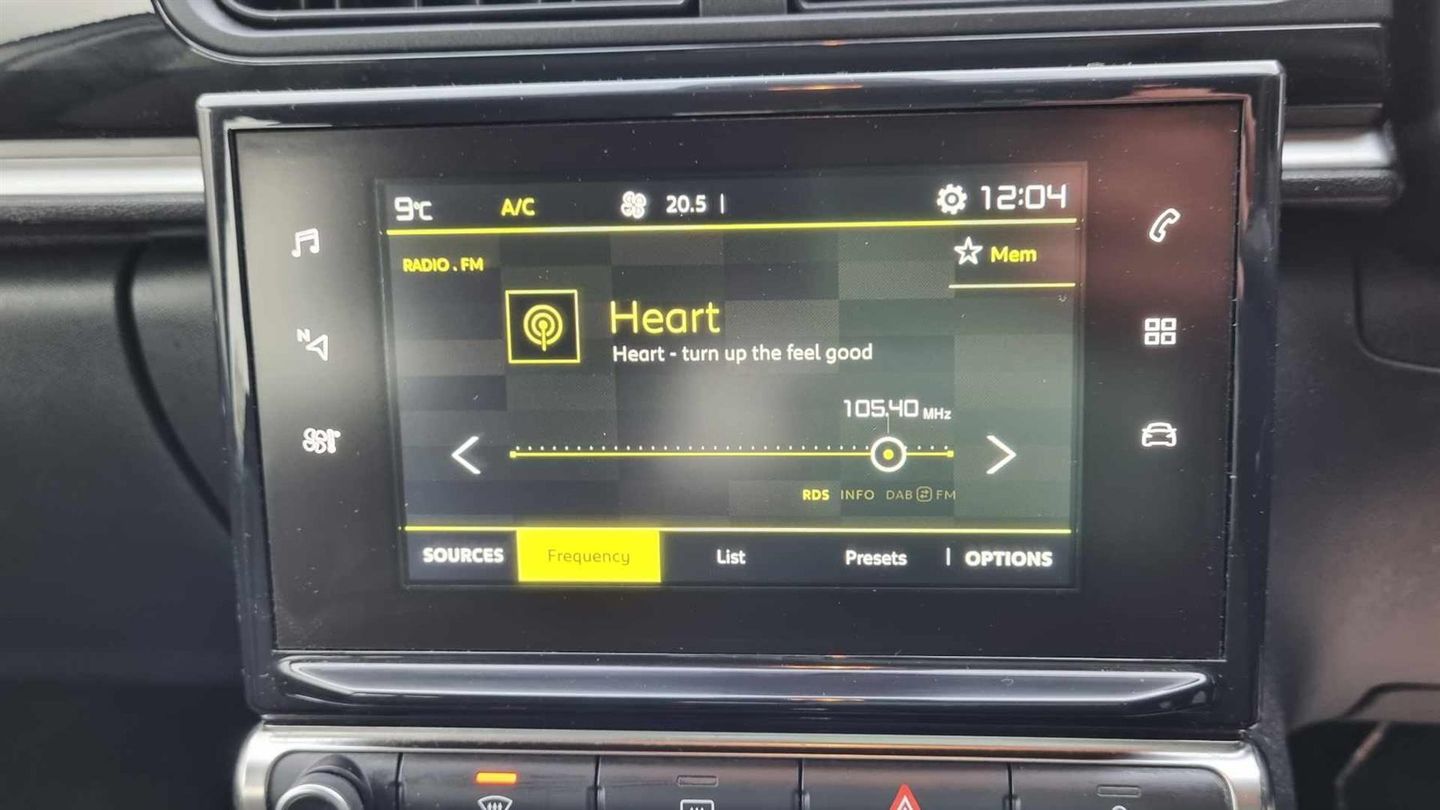 9°C A/C 20.5 12:04
RADIO . FM
Mem
Heart
Heart - turn up the feel good
N
105.40 MHz
RDS INFO DAB FM
SOURCES Frequency List Presets OPTIONS